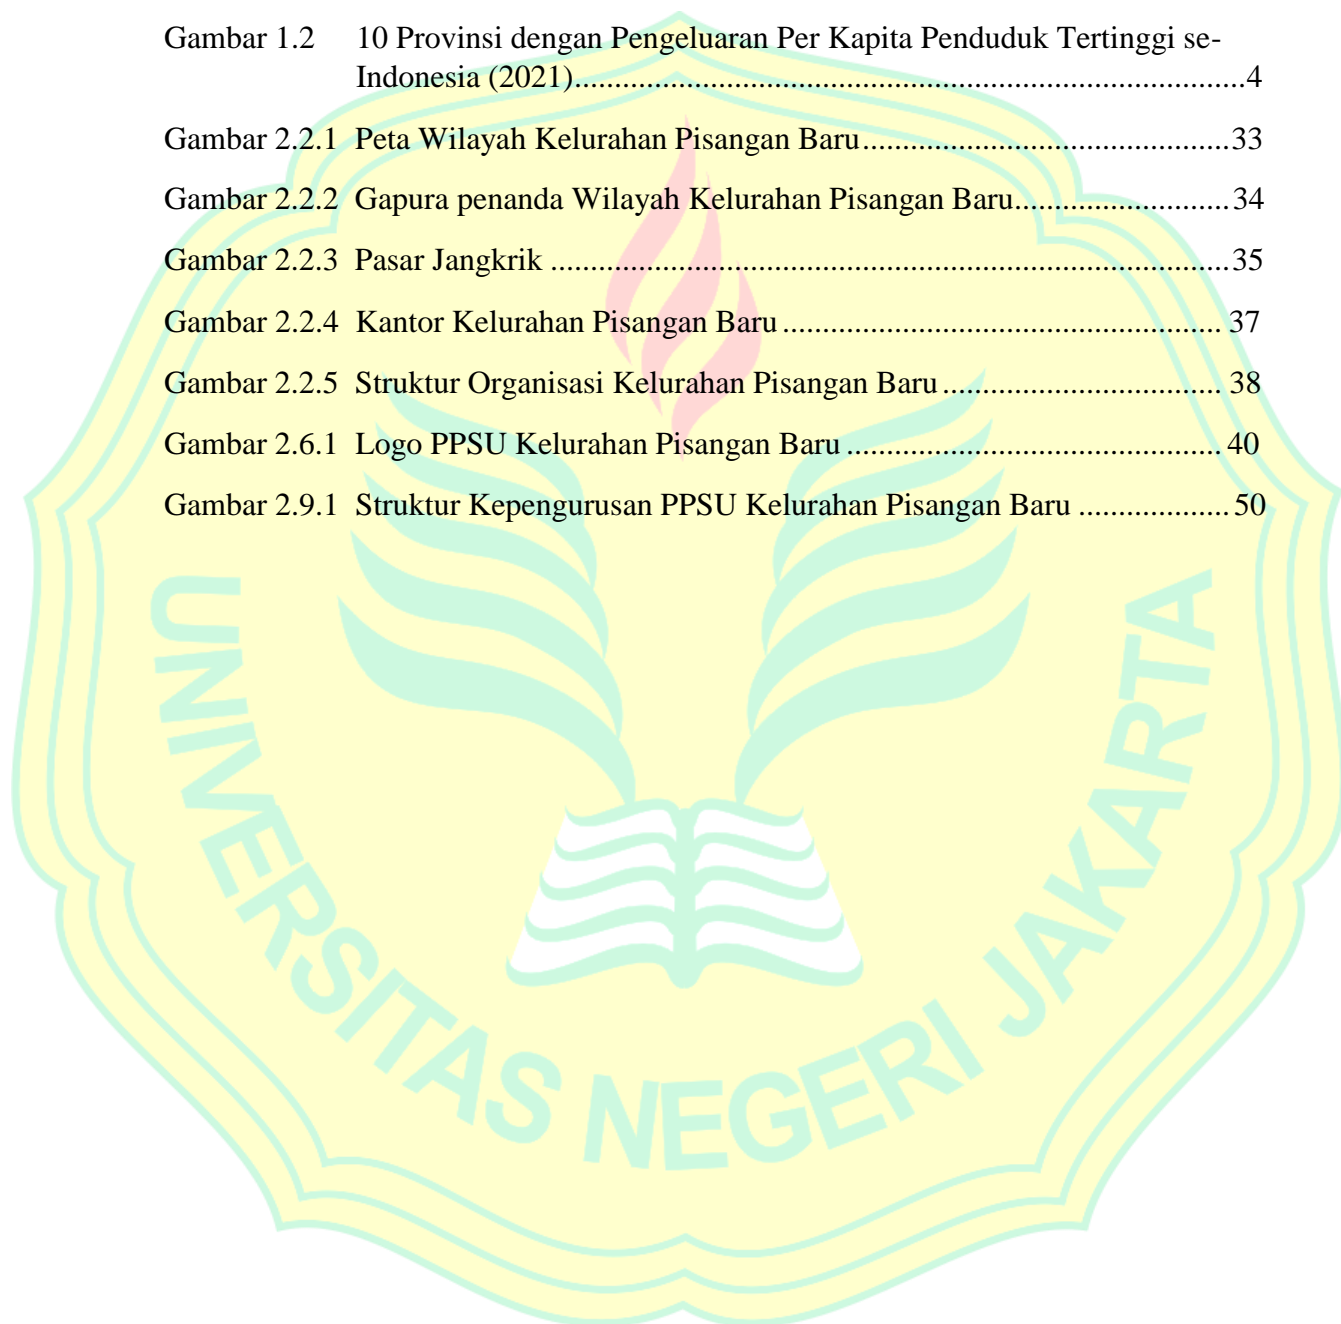 Gambar 1.2 10 Provinsi dengan Pengeluaran Per Kapita Penduduk Tertinggi se-
Indonesia (2021)....................................................................................4
Gambar 2.2.1 Peta Wilayah Kelurahan Pisangan Baru..............................................33
Gambar 2.2.2 Gapura penanda Wilayah Kelurahan Pisangan Baru...........................34
Gambar 2.2.3 Pasar Jangkrik .....................................................................................35
Gambar 2.2.4 Kantor Kelurahan Pisangan Baru....................................................... 37
Gambar 2.2.5 Struktur Organisasi Kelurahan Pisangan Baru................................... 38
Gambar 2.6.1 Logo PPSU Kelurahan Pisangan Baru............................................... 40
Gambar 2.9.1 Struktur Kepengurusan PPSU Kelurahan Pisangan Baru ...................50
UNIVERSITAS NEGERI JAKARTA